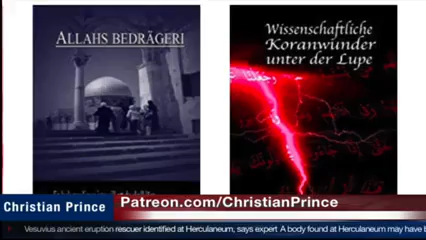 ALLAHS BEDRÄGERI
Wissenschaftliche
Koranwunder
unter der Lupe
Christian Prince
Patreon.com/ChristianPrince
Vesuvius ancient eruption rescuer identified at Herculaneum, says expert A body found at Herculaneum may have b